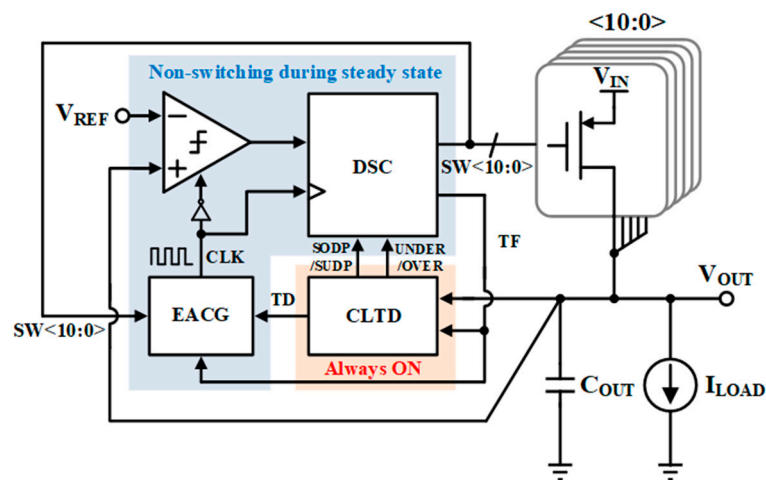 <10:0>
Non-switching during steady state
V_IN
V_REF
−
+
DSC
SW<10:0>
TF
CLK
SODP
/SUDP
UNDER
/OVER
V_OUT
SW<10:0>
EACG
TD
CLTD
Always ON
C_OUT
I_LOAD